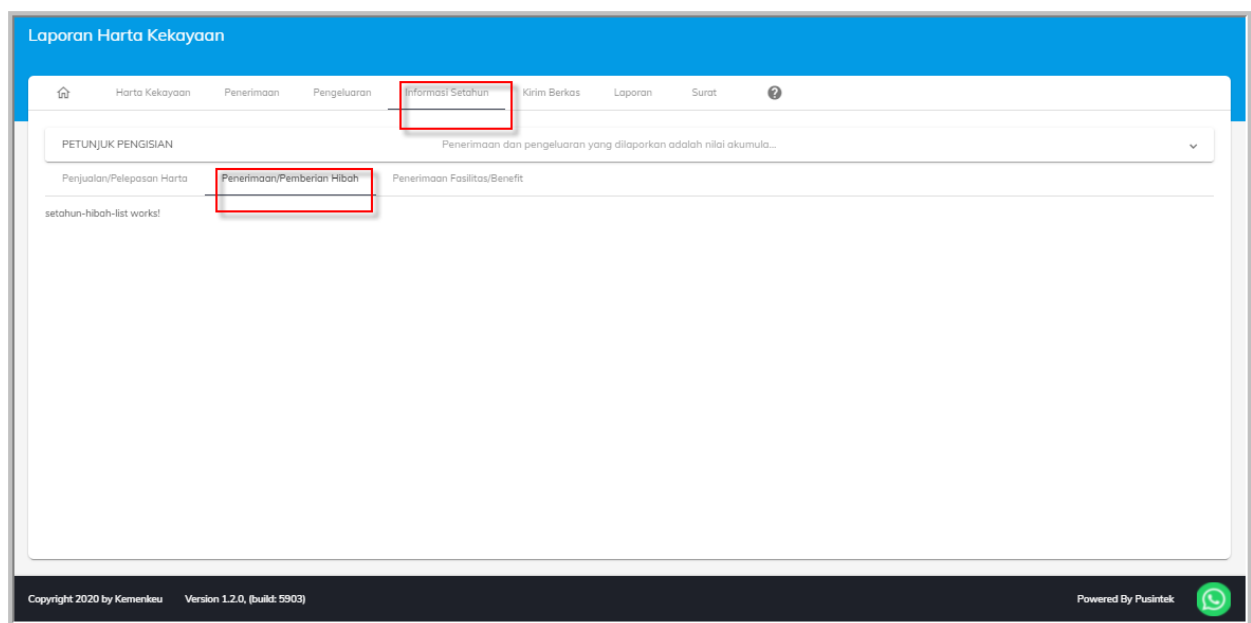 Laporan Harta Kekayaan
Harta Kekayaan Penerimaan Pengeluaran Informasi Setahun Kirim Berkas Laporan Surat ?
PETUNJUK PENGISIAN Penerimaan dan pengeluaran yang dilaporkan adalah nilai akumula...
Penjualan/Pelepasan Harta Penerimaan/Pemberian Hibah Penerimaan Fasilitas/Benefit
setahun-hibah-list works!
Copyright 2020 by Kemenkeu Version 1.2.0, (build: 5903) Powered By Pusintek